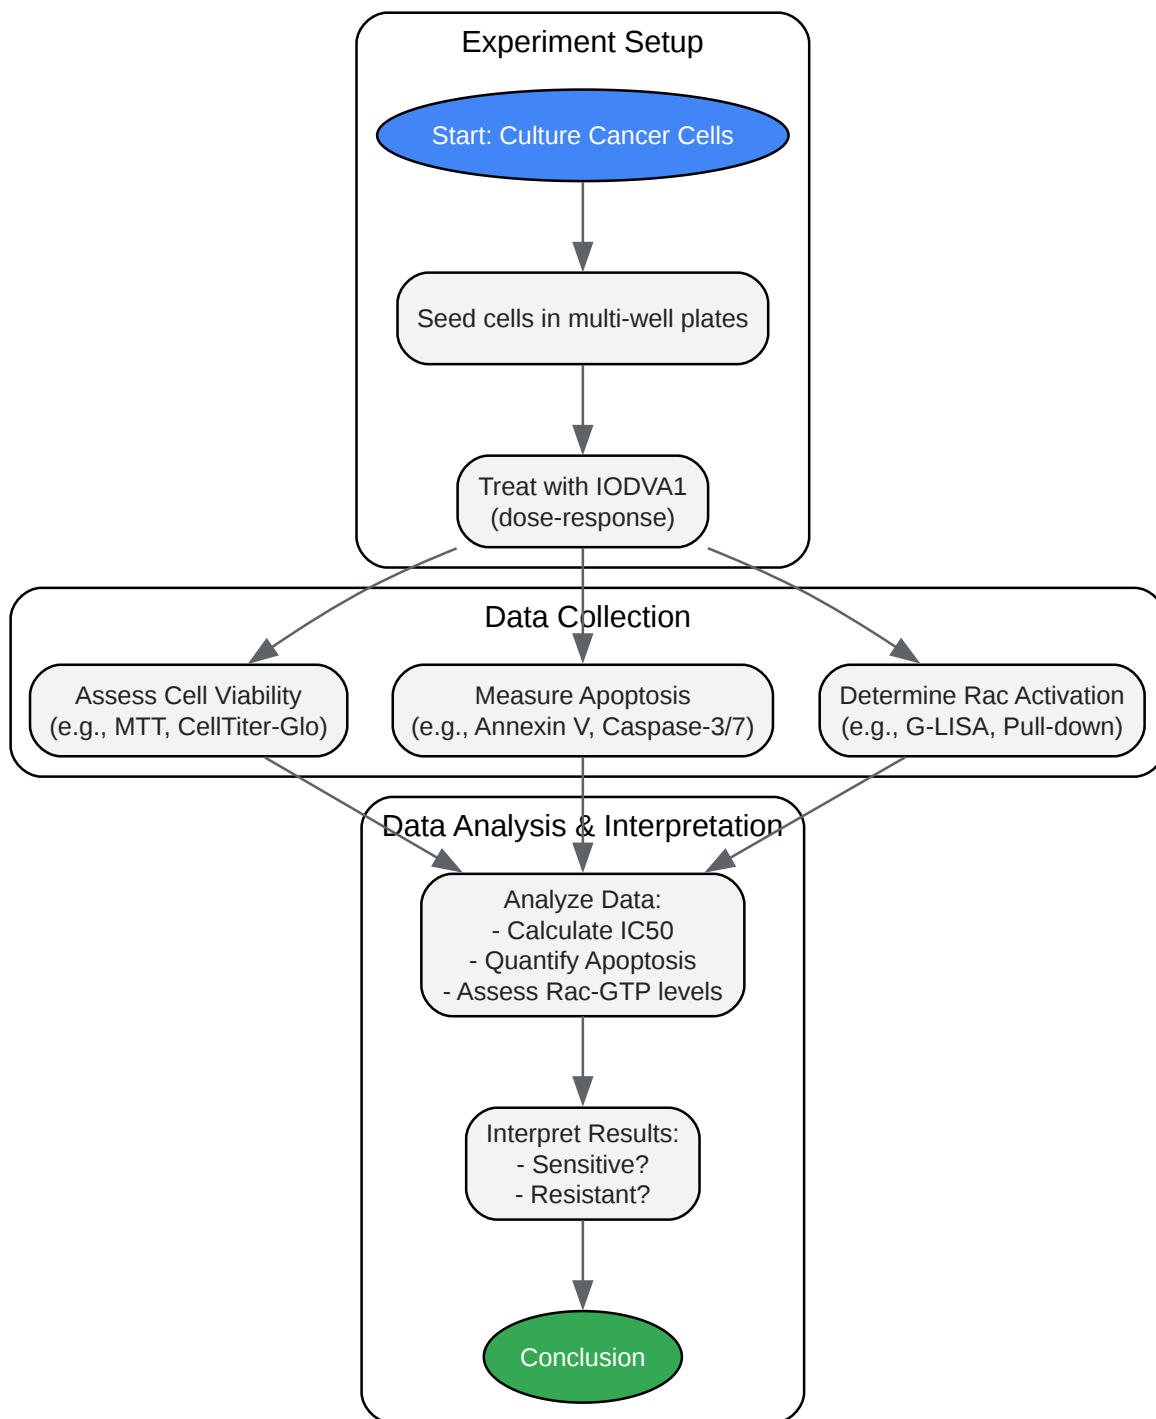 Experiment Setup
Start: Culture Cancer Cells
Seed cells in multi-well plates
Treat with IODVA1
(dose-response)
Data Collection
Assess Cell Viability
(e.g., MTT, CellTiter-Glo)
Measure Apoptosis
(e.g., Annexin V, Caspase-3/7)
Determine Rac Activation
(e.g., G-LISA, Pull-down)
Data Analysis & Interpretation
Analyze Data:
- Calculate IC50
- Quantify Apoptosis
- Assess Rac-GTP levels
Interpret Results:
- Sensitive?
- Resistant?
Conclusion